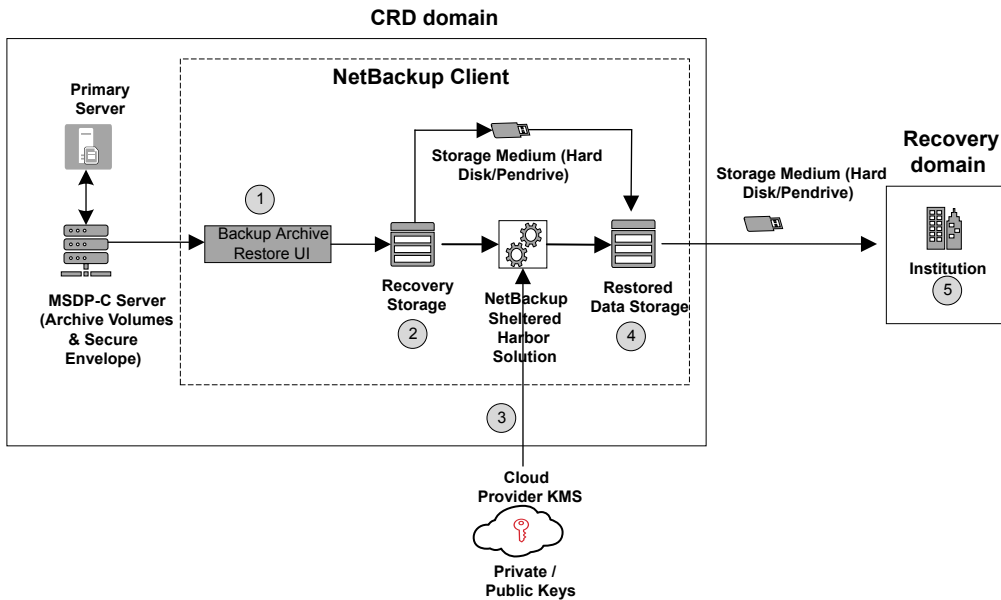 CRD domain
NetBackup Client
Primary
Server
Storage Medium (Hard
Disk/Pendrive)
1
Backup Archive
Restore UI
MSDP-C Server
(Archive Volumes
& Secure
Envelope)
Recovery
Storage
2
NetBackup
Sheltered
Harbor
Solution
Restored
Data Storage
4
3
Storage Medium (Hard
Disk/Pendrive)
Recovery
domain
Institution
5
Cloud
Provider KMS
Private /
Public Keys